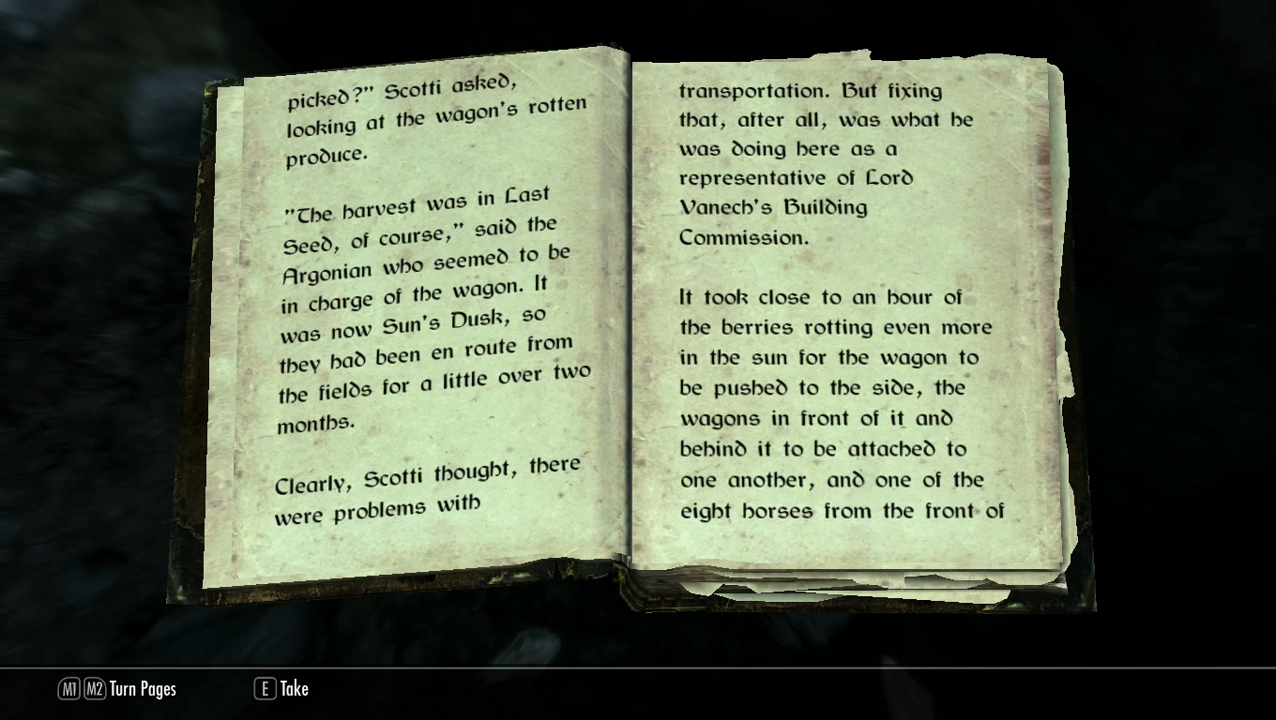 picked?" Scotti asked,
looking at the wagon's rotten
produce.
"The harvest was in Last
Seed, of course," said the
Argonian who seemed to be
in charge of the wagon. It
was now Sun's Dusk, so
they had been en route from
the fields for a little over two
months.
Clearly, Scotti thought, there
were problems with
transportation. But fixing
that, after all, was what he
was doing here as a
representative of Lord
Vanech's Building
Commission.
It took close to an hour of
the berries rotting even more
in the sun for the wagon to
be pushed to the side, the
wagons in front of it and
behind it to be attached to
one another, and one of the
eight horses from the front of
M1 M2 Turn Pages
E Take